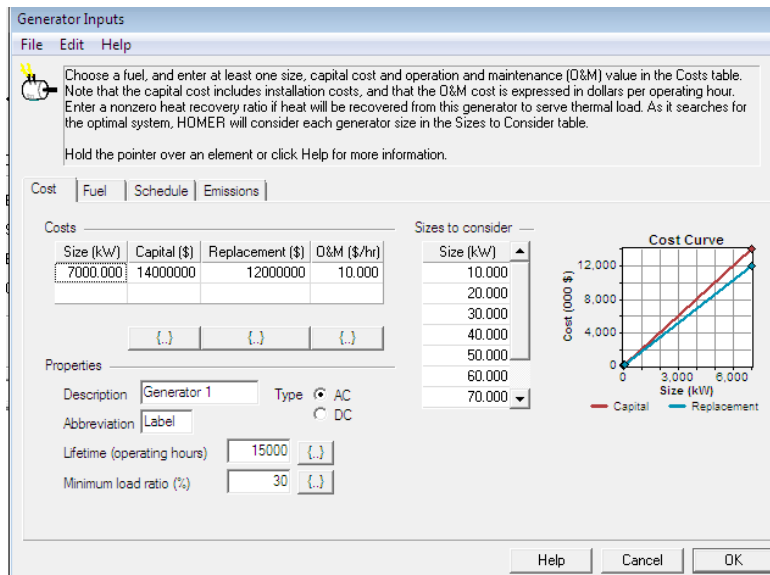 Generator Inputs
File Edit Help
Choose a fuel, and enter at least one size, capital cost and operation and maintenance (O&M) value in the Costs table.
Note that the capital cost includes installation costs, and that the O&M cost is expressed in dollars per operating hour.
Enter a nonzero heat recovery ratio if heat will be recovered from this generator to serve thermal load. As it searches for
the optimal system, HOMER will consider each generator size in the Sizes to Consider table.
Hold the pointer over an element or click Help for more information.
Cost Fuel Schedule Emissions
Costs
Size (kW) Capital ($) Replacement ($) O&M ($/hr)
7000.000 14000000 12000000 10.000
{..} {..} {..}
Properties
Description Generator 1 Type AC
DC
Abbreviation Label
Lifetime (operating hours) 15000 {..}
Minimum load ratio (%) 30 {..}
Sizes to consider
Size (kW)
10.000
20.000
30.000
40.000
50.000
60.000
70.000
Cost Curve
12,000
8,000
4,000
0
Cost (000 $)
0 3,000 6,000
Size (kW)
Capital Replacement
Help Cancel OK